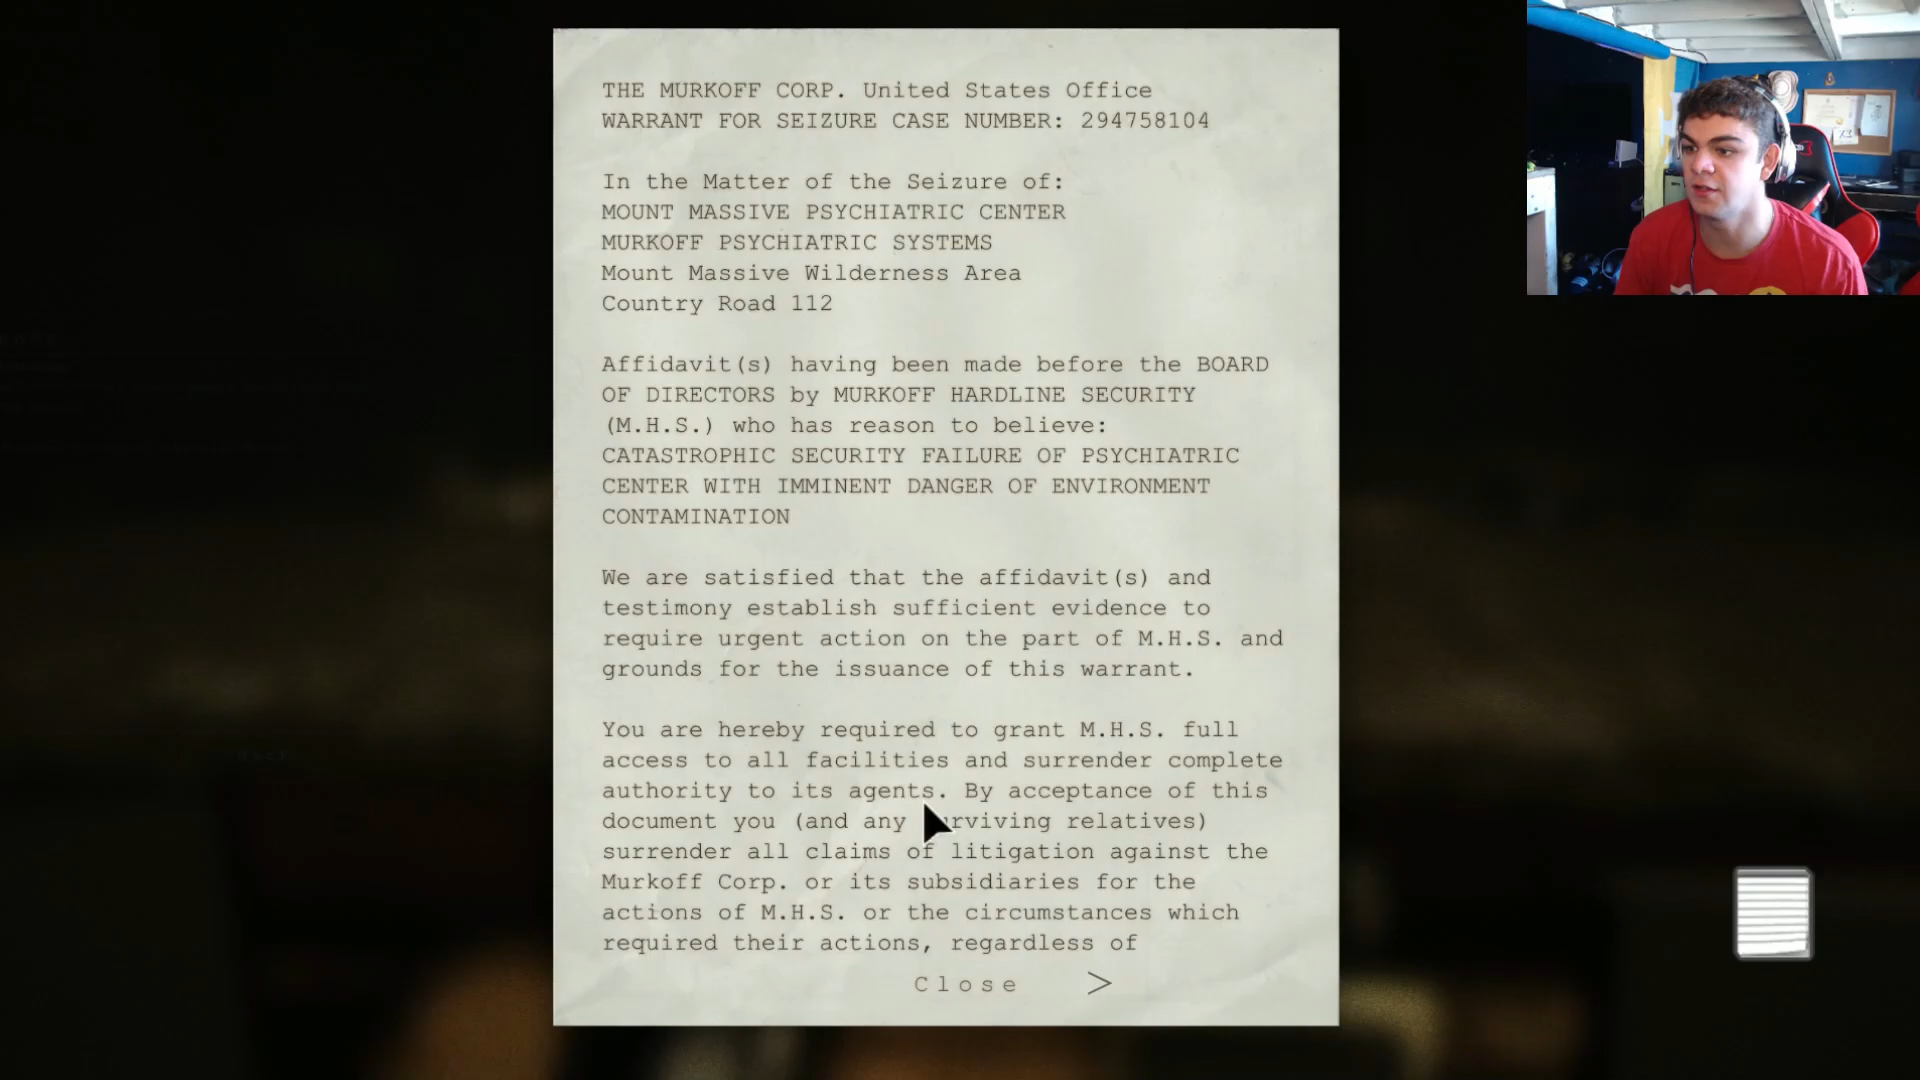 THE MURKOFF CORP. United States Office
WARRANT FOR SEIZURE CASE NUMBER: 294758104
In the Matter of the Seizure of:
MOUNT MASSIVE PSYCHIATRIC CENTER
MURKOFF PSYCHIATRIC SYSTEMS
Mount Massive Wilderness Area
Country Road 112
Affidavit(s) having been made before the BOARD
OF DIRECTORS by MURKOFF HARDLINE SECURITY
(M.H.S.) who has reason to believe:
CATASTROPHIC SECURITY FAILURE OF PSYCHIATRIC
CENTER WITH IMMINENT DANGER OF ENVIRONMENT
CONTAMINATION
We are satisfied that the affidavit(s) and
testimony establish sufficient evidence to
require urgent action on the part of M.H.S. and
grounds for the issuance of this warrant.
You are hereby required to grant M.H.S. full
access to all facilities and surrender complete
authority to its agents. By acceptance of this
document you (and any surviving relatives)
surrender all claims of litigation against the
Murkoff Corp. or its subsidiaries for the
actions of M.H.S. or the circumstances which
required their actions, regardless of
Close >